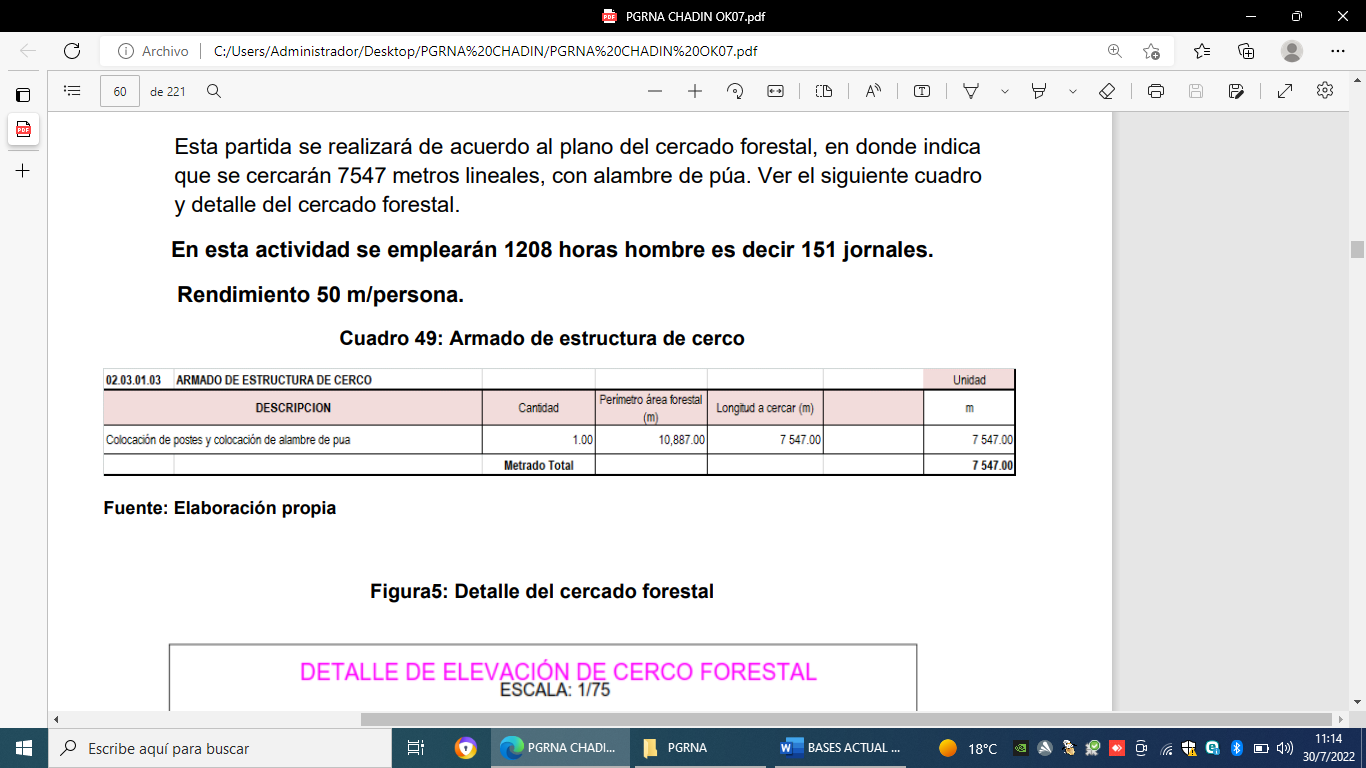 PGRNA CHADIN OK07.pdf
Archivo | C:/Users/Administrador/Desktop/PGRNA%20CHADIN/PGRNA%20CHADIN%20OK07.pdf
60 de 221
Esta partida se realizará de acuerdo al plano del cercado forestal, en donde indica
que se cercarán 7547 metros lineales, con alambre de púa. Ver el siguiente cuadro
y detalle del cercado forestal.
En esta actividad se emplearán 1208 horas hombre es decir 151 jornales.
Rendimiento 50 m/persona.
Cuadro 49: Armado de estructura de cerco
02.03.01.03 ARMADO DE ESTRUCTURA DE CERCO Unidad
DESCRIPCION Cantidad Perímetro área forestal (m) Longitud a cercar (m) m
Colocación de postes y colocación de alambre de pua 1.00 10,887.00 7 547.00 7 547.00
Metrado Total 7 547.00
Fuente: Elaboración propia
Figura5: Detalle del cercado forestal
DETALLE DE ELEVACIÓN DE CERCO FORESTAL
ESCALA: 1/75
Escribe aquí para buscar
PGRNA CHADI...
PGRNA
BASES ACTUAL ...
18°C
11:14
30/7/2022